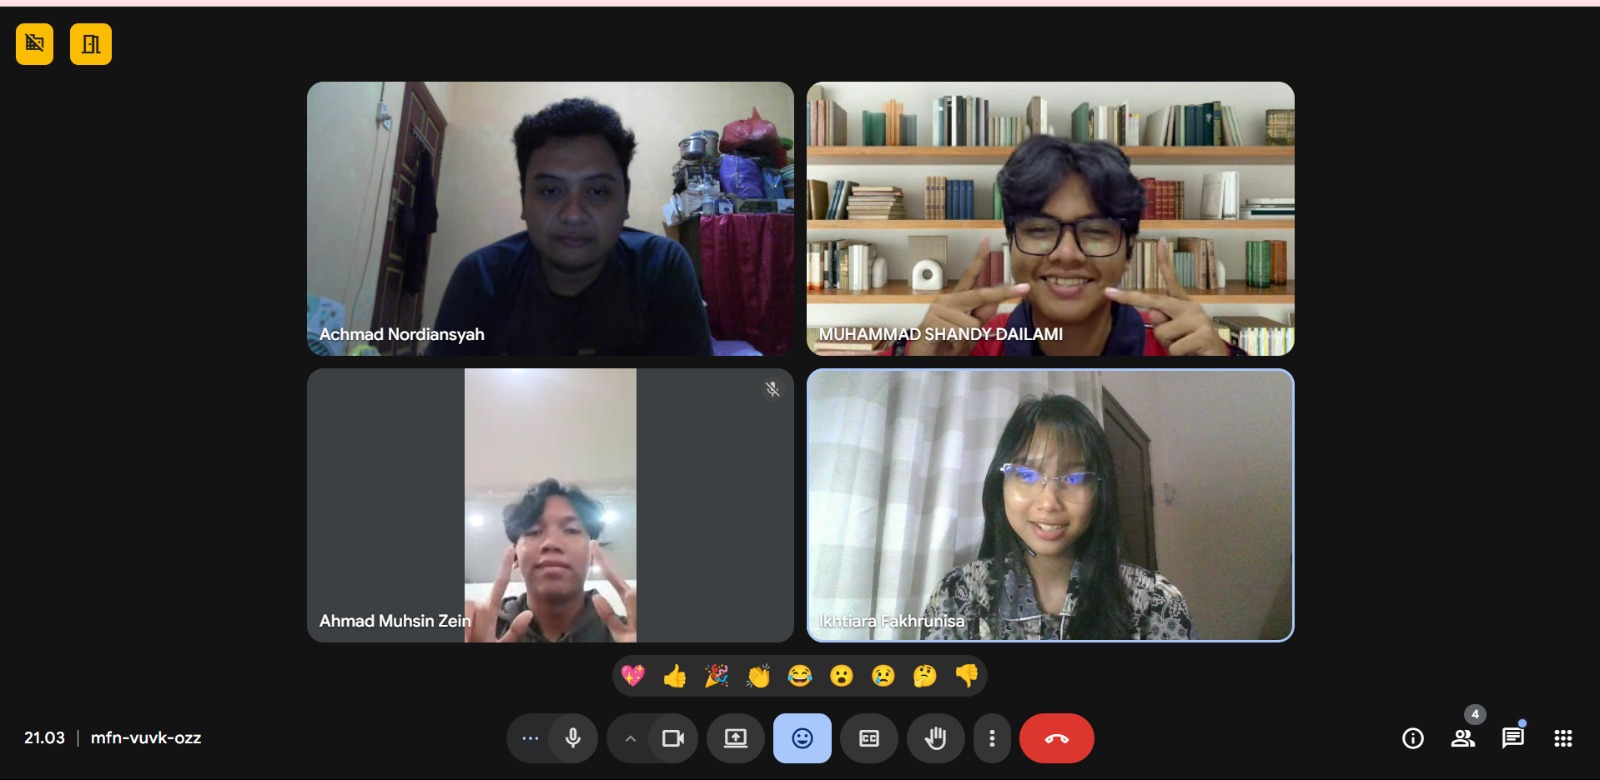 Achmad Nordiansyah
MUHAMMAD SHANDY DAILAMI
Ahmad Muhsin Zein
Ikhtiara Fakhrunisa
4
21.03 | mfn-vuvk-ozz